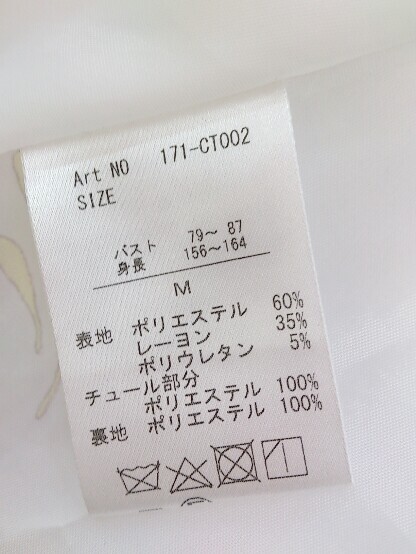 Art NO 171-CT002
SIZE
バスト 79～ 87
身長 156～164
M
表地 ポリエステル 60%
レーヨン 35%
ポリウレタン 5%
チュール部分
ポリエステル 100%
裏地 ポリエステル 100%